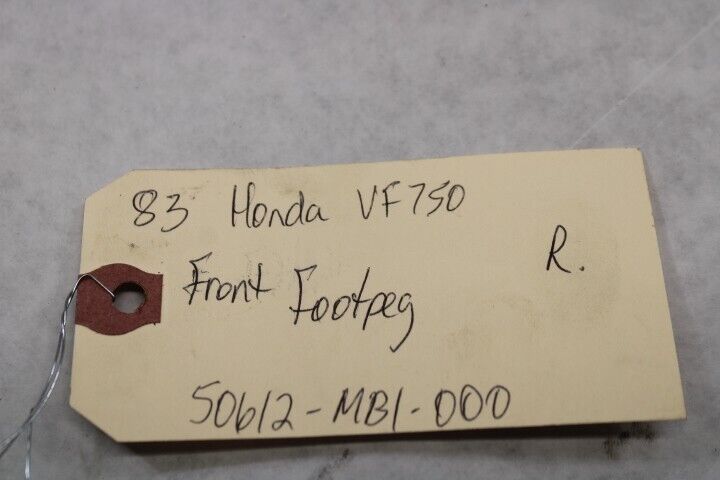 83 Honda VF750
R.
Front Footpeg
50612-MB1-000